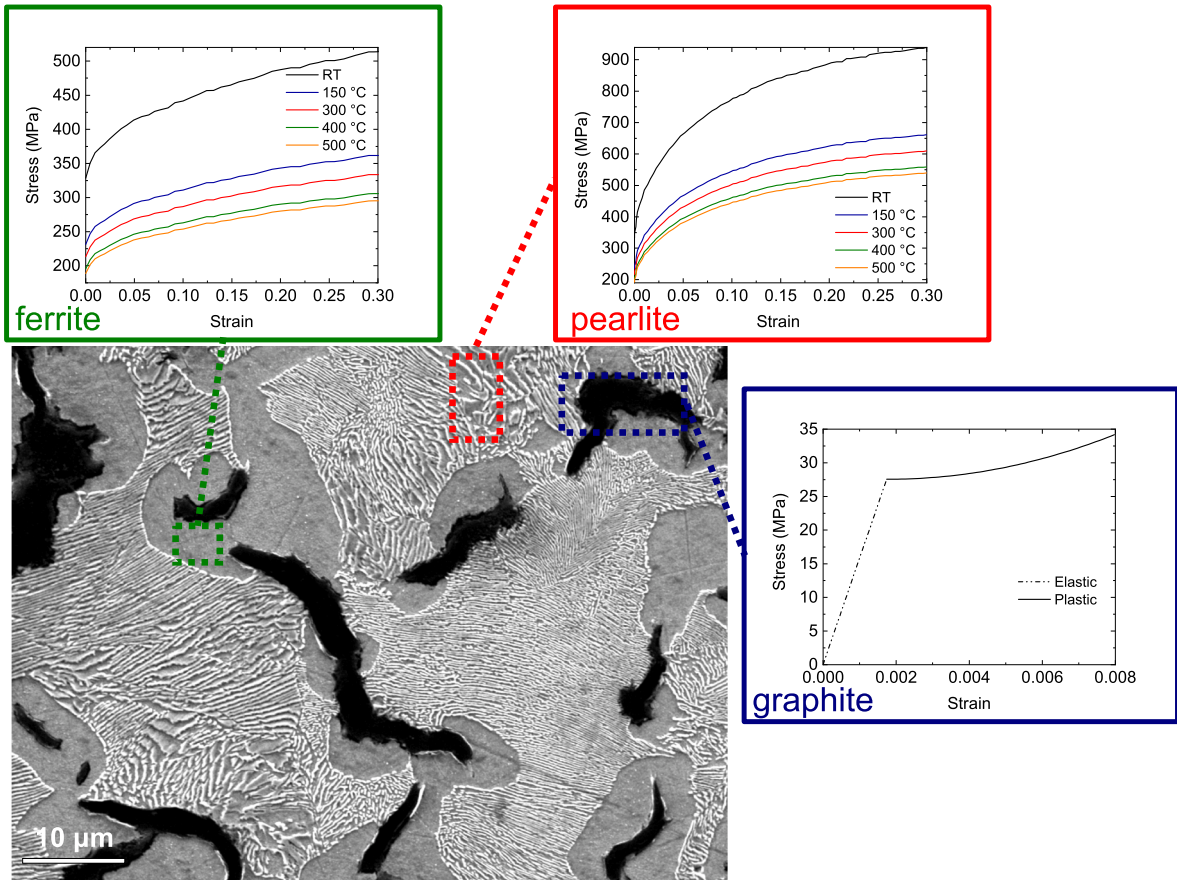 500
450
400
350
300
250
200
Stress (MPa)
RT
150 °C
300 °C
400 °C
500 °C
0.00 0.05 0.10 0.15 0.20 0.25 0.30
Strain
ferrite
900
800
700
600
500
400
300
200
Stress (MPa)
RT
150 °C
300 °C
400 °C
500 °C
0.00 0.05 0.10 0.15 0.20 0.25 0.30
Strain
pearlite
35
30
25
20
15
10
5
0
Stress (MPa)
Elastic
Plastic
0.000 0.002 0.004 0.006 0.008
Strain
graphite
10 µm